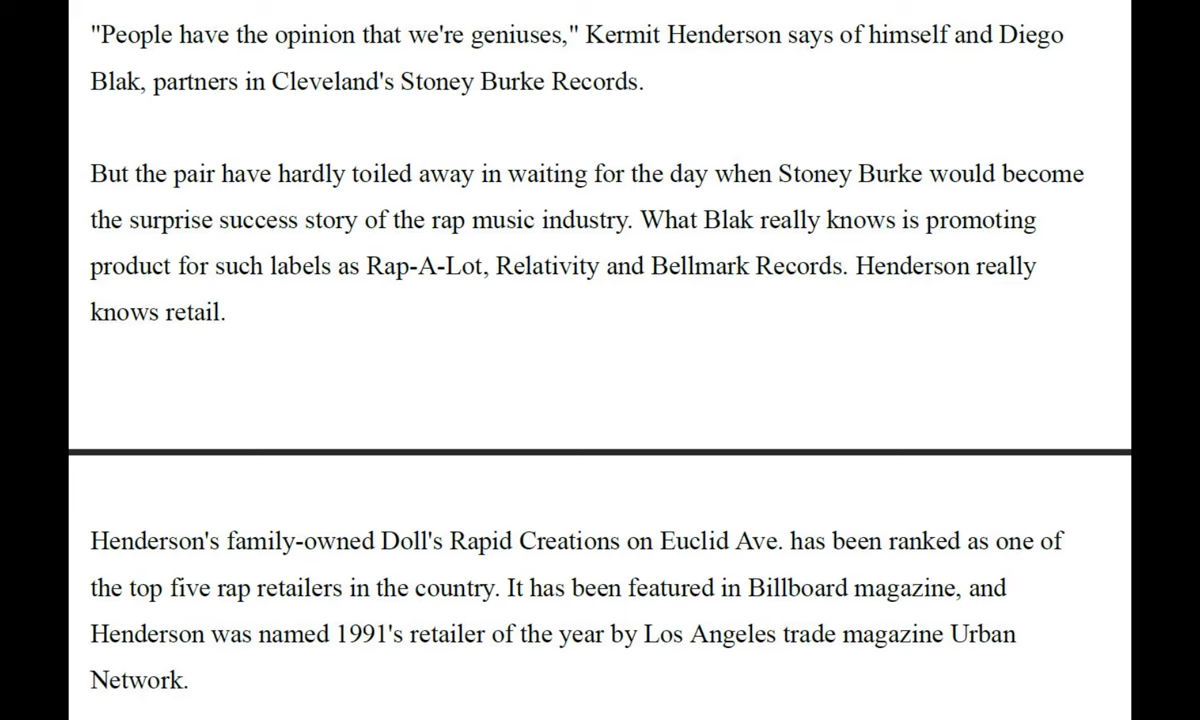 "People have the opinion that we're geniuses," Kermit Henderson says of himself and Diego
Blak, partners in Cleveland's Stoney Burke Records.
But the pair have hardly toiled away in waiting for the day when Stoney Burke would become
the surprise success story of the rap music industry. What Blak really knows is promoting
product for such labels as Rap-A-Lot, Relativity and Bellmark Records. Henderson really
knows retail.
Henderson's family-owned Doll's Rapid Creations on Euclid Ave. has been ranked as one of
the top five rap retailers in the country. It has been featured in Billboard magazine, and
Henderson was named 1991's retailer of the year by Los Angeles trade magazine Urban
Network.